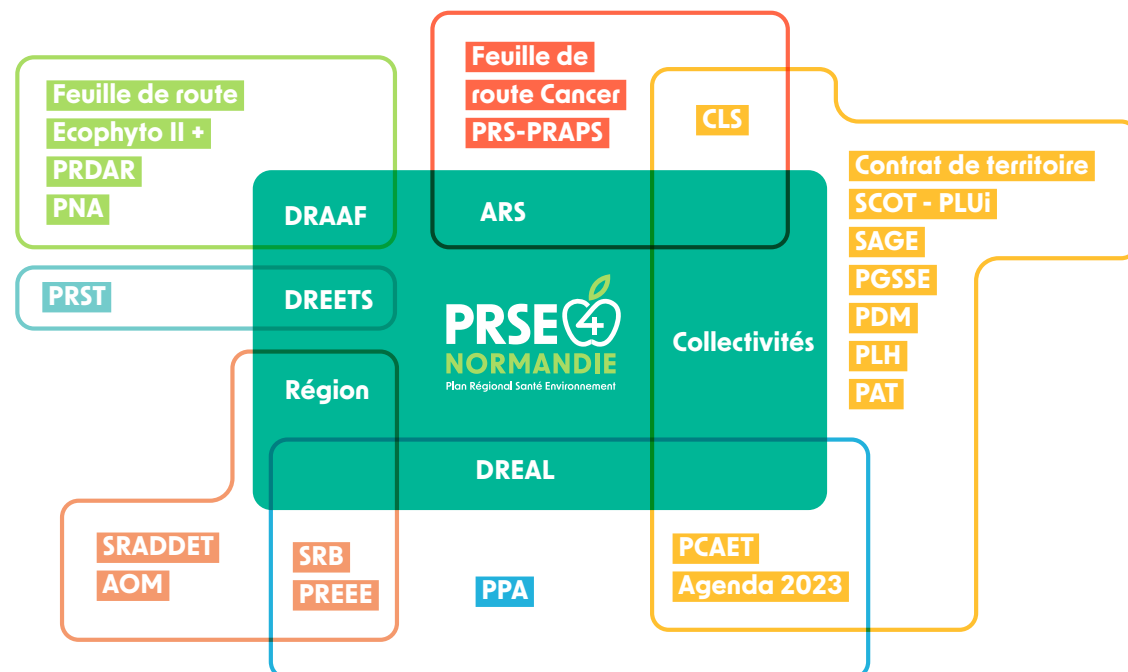 Feuille de route
Ecophyto II +
PRDAR
PNA
Feuille de
route Cancer
PRS-PRAPS
CLS
Contrat de territoire
SCOT - PLUi
SAGE
PGSSE
PDM
PLH
PAT
DRAAF
ARS
PRST
DREETS
PRSE 4
NORMANDIE
Plan Régional Santé Environnement
Collectivités
Région
DREAL
SRADDET
AOM
SRB
PREEE
PPA
PCAET
Agenda 2023